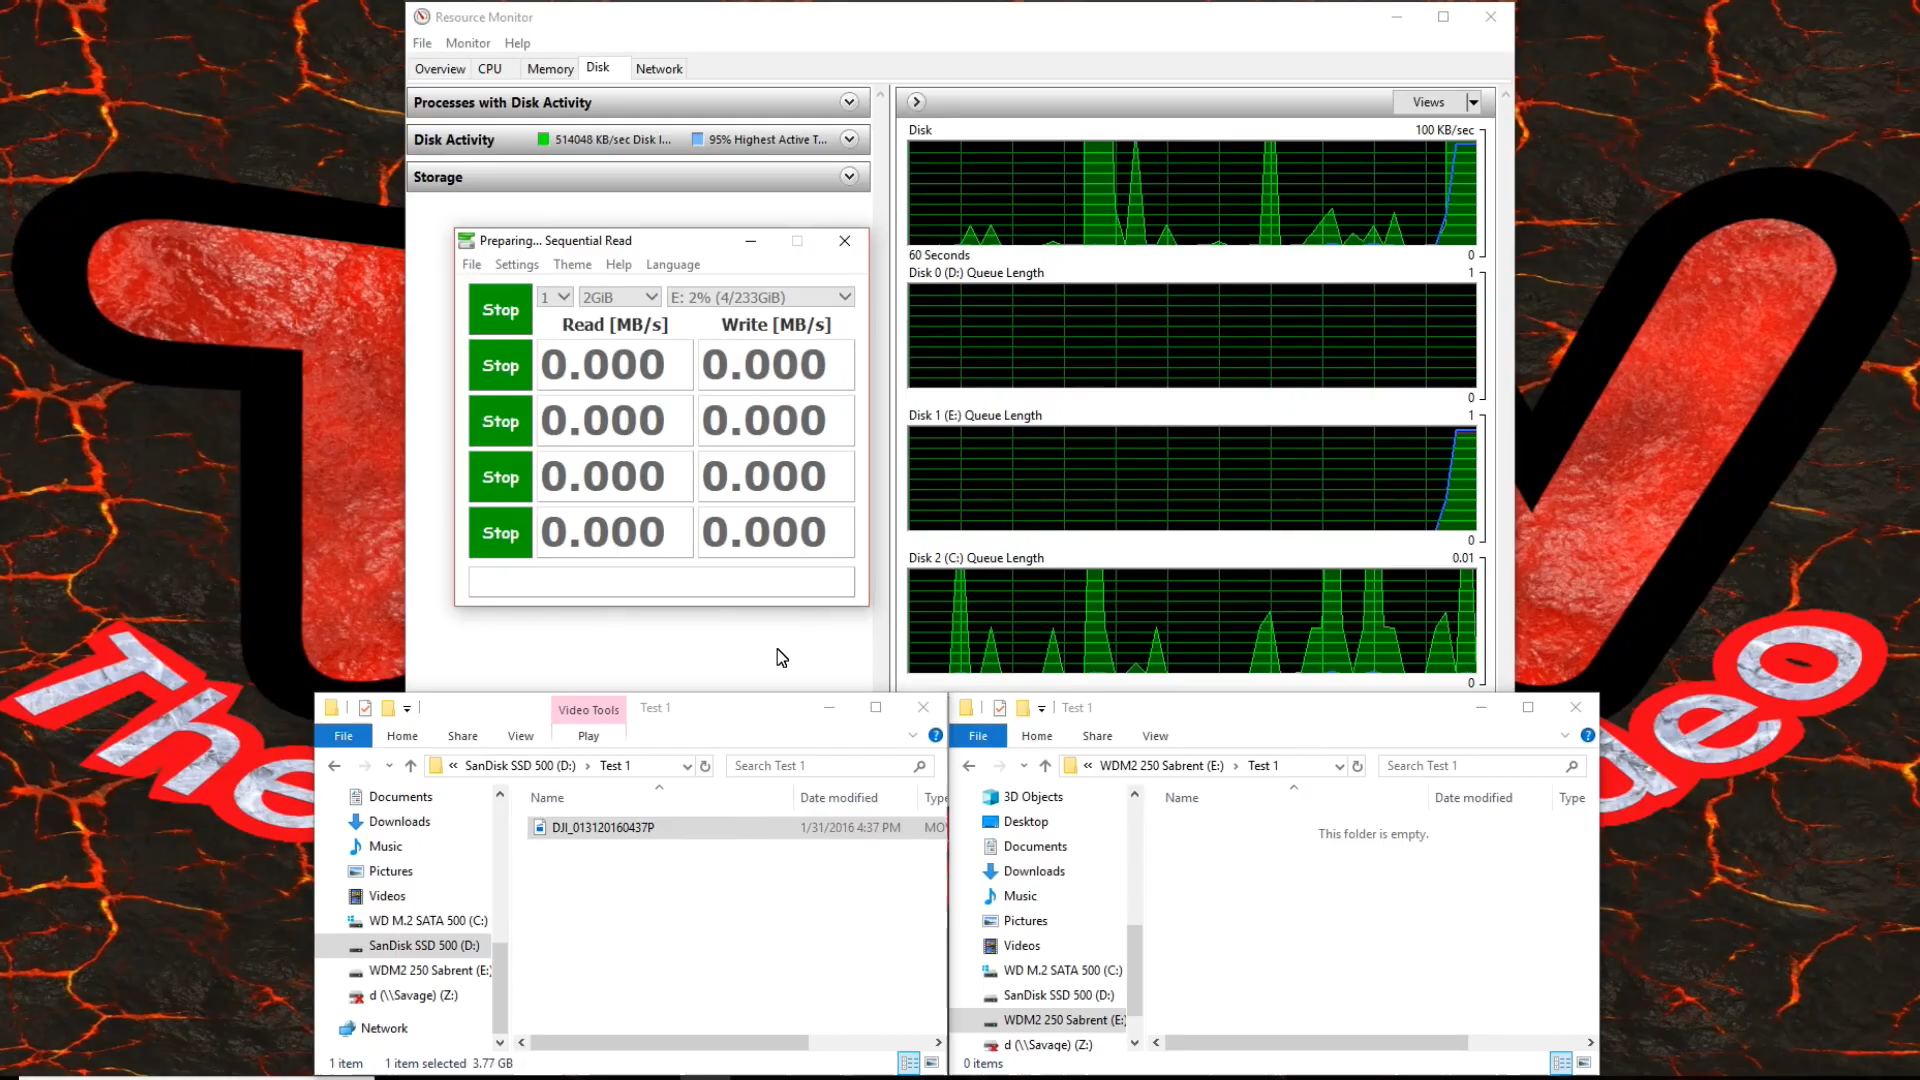 Resource Monitor
File Monitor Help
Overview CPU Memory Disk Network
Processes with Disk Activity
Disk Activity 514048 KB/sec Disk I... 95% Highest Active T...
Storage
Views
Disk 100 KB/sec
60 Seconds 0
Disk 0 (D:) Queue Length 1
0
Disk 1 (E:) Queue Length 1
0
Disk 2 (C:) Queue Length 0.01
0
Preparing... Sequential Read
File Settings Theme Help Language
Stop 1 2GiB E: 2% (4/233GiB)
Read [MB/s] Write [MB/s]
Stop 0.000 0.000
Stop 0.000 0.000
Stop 0.000 0.000
Stop 0.000 0.000
Video Tools Test 1
File Home Share View Play
« SanDisk SSD 500 (D:) › Test 1 Search Test 1
Name Date modified Type
DJI_013120160437P 1/31/2016 4:37 PM MOV
Documents
Downloads
Music
Pictures
Videos
WD M.2 SATA 500 (C:)
SanDisk SSD 500 (D:)
WDM2 250 Sabrent (E:)
d (\\Savage) (Z:)
Network
1 item 1 item selected 3.77 GB
Test 1
File Home Share View
« WDM2 250 Sabrent (E:) › Test 1 Search Test 1
Name Date modified Type
This folder is empty.
3D Objects
Desktop
Documents
Downloads
Music
Pictures
Videos
WD M.2 SATA 500 (C:)
SanDisk SSD 500 (D:)
WDM2 250 Sabrent (E:)
d (\\Savage) (Z:)
0 items
The